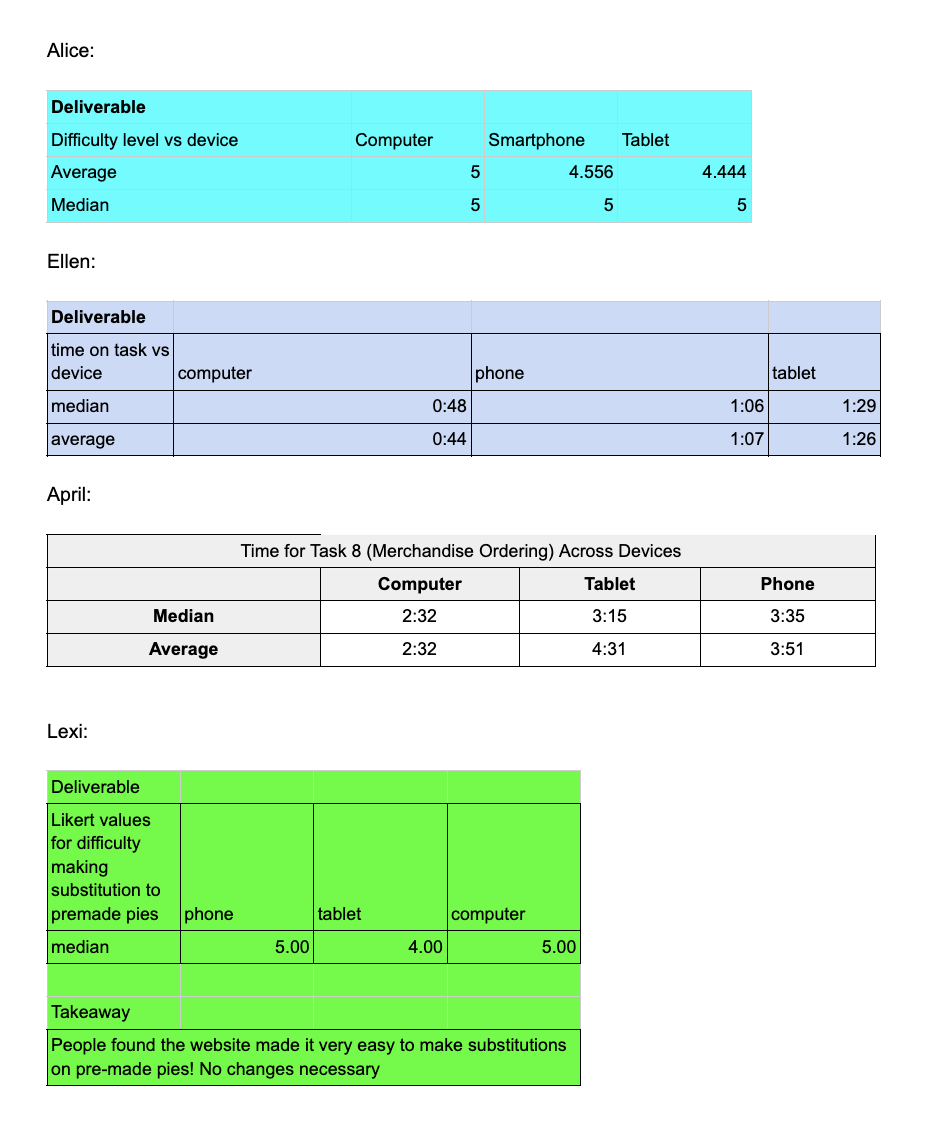 Alice:
Deliverable
Difficulty level vs device Computer Smartphone Tablet
Average 5 4.556 4.444
Median 5 5 5
Ellen:
Deliverable
time on task vs
device computer phone tablet
median 0:48 1:06 1:29
average 0:44 1:07 1:26
April:
Time for Task 8 (Merchandise Ordering) Across Devices
Computer Tablet Phone
Median 2:32 3:15 3:35
Average 2:32 4:31 3:51
Lexi:
Deliverable
Likert values
for difficulty
making
substitution to
premade pies phone tablet computer
median 5.00 4.00 5.00
Takeaway
People found the website made it very easy to make substitutions
on pre-made pies! No changes necessary